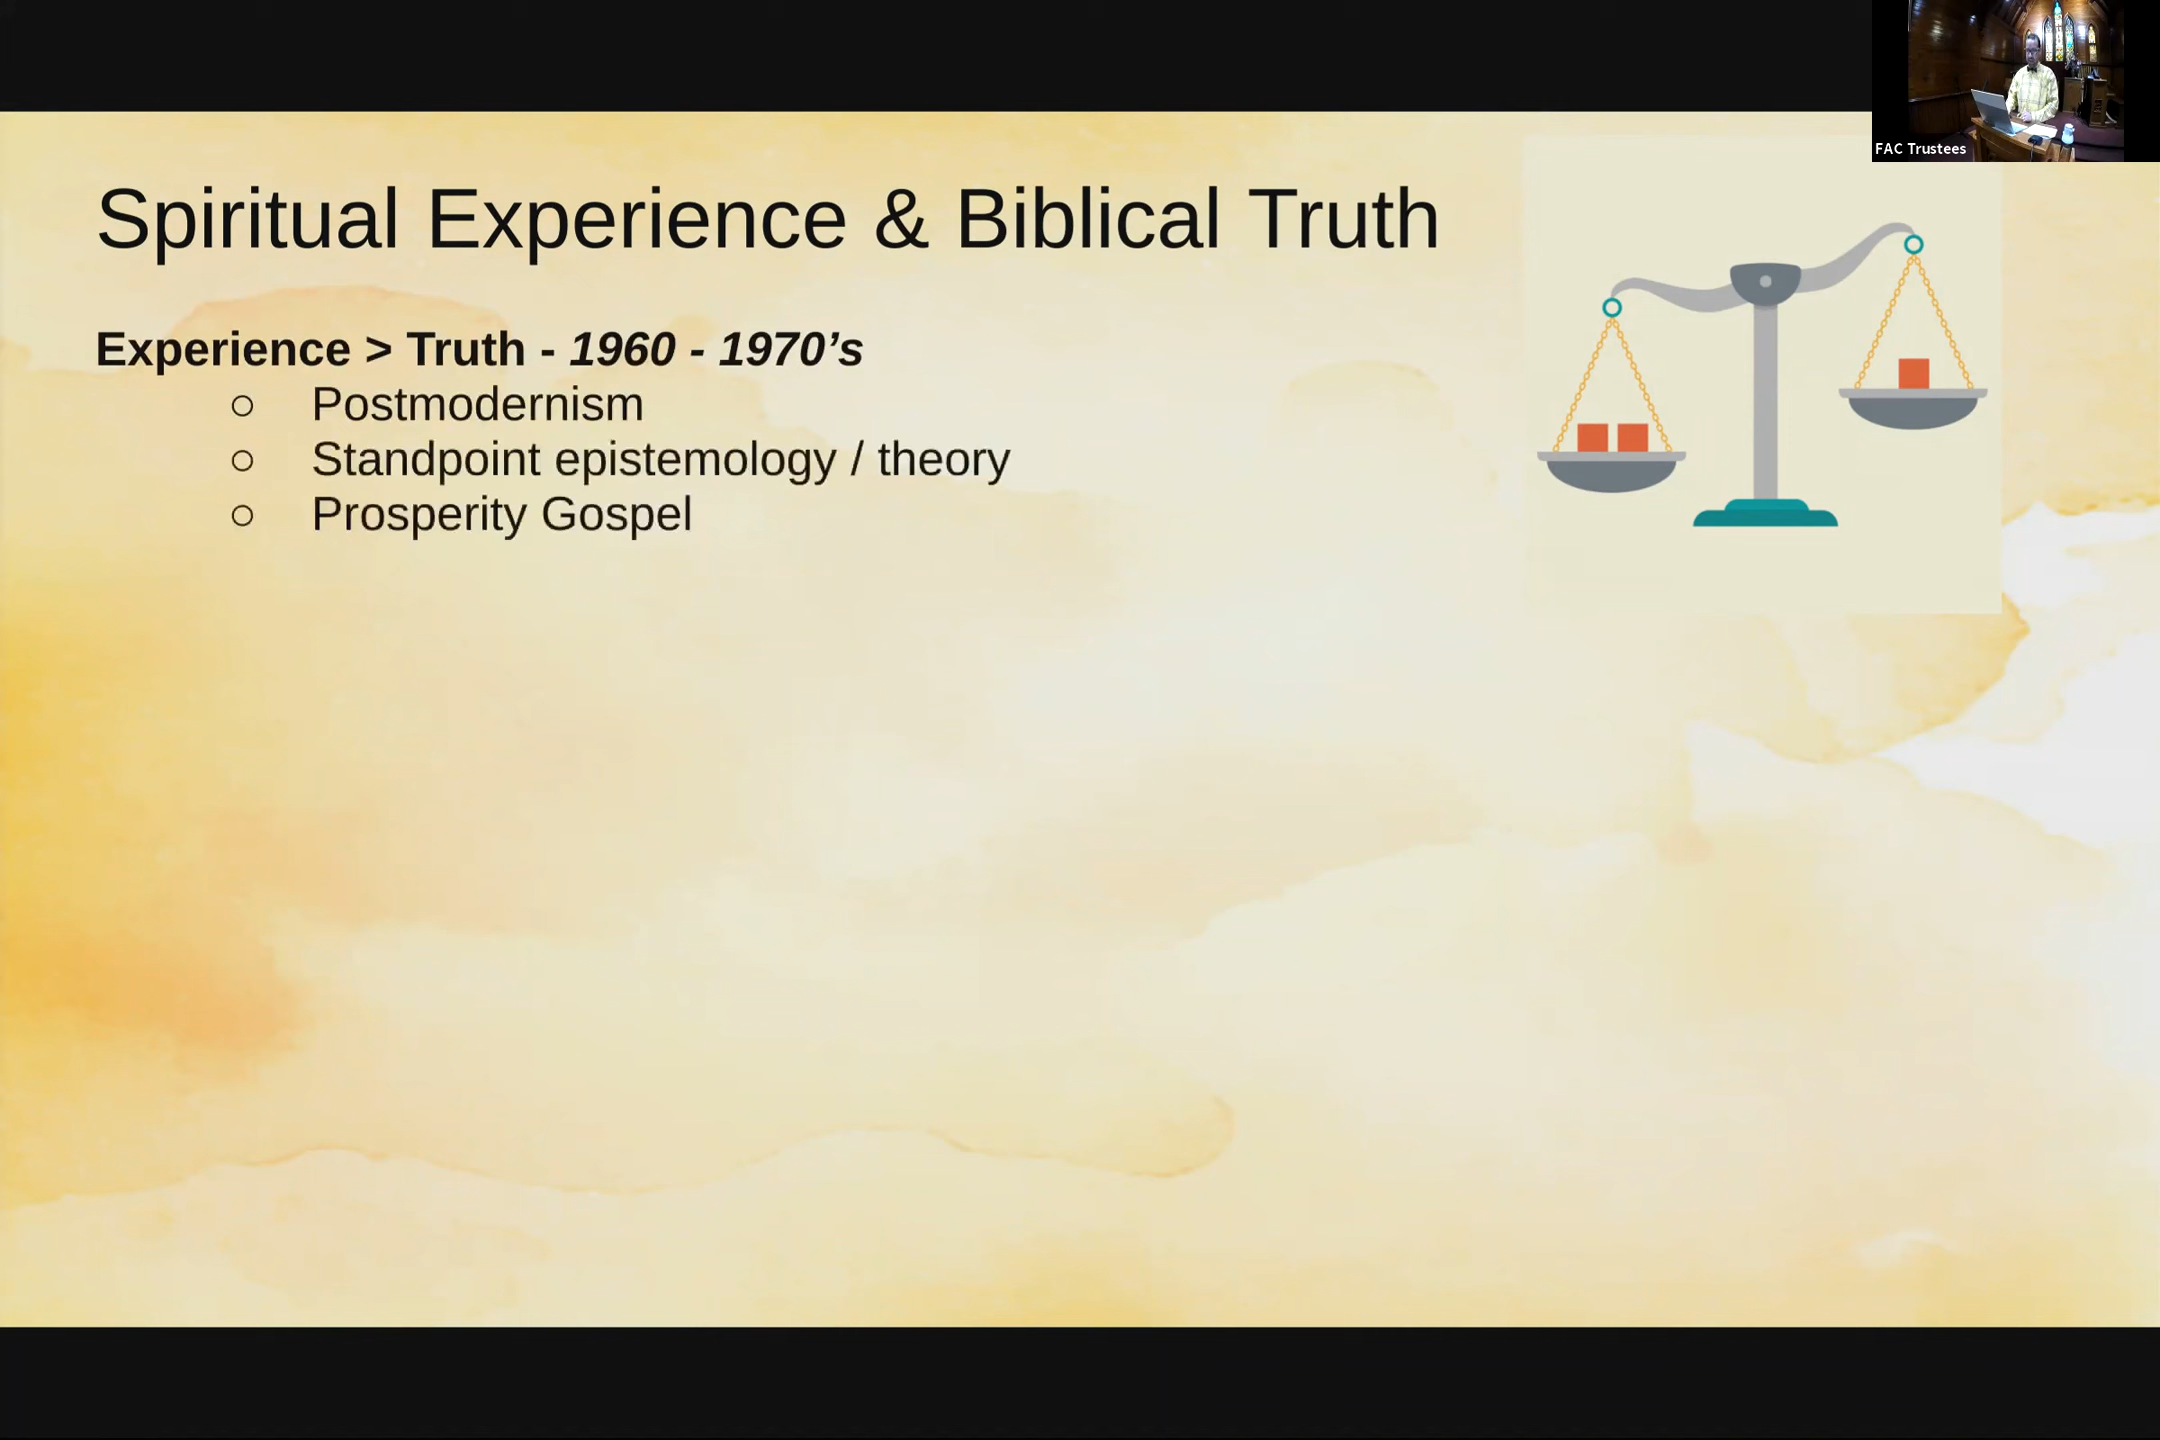 FAC Trustees
Spiritual Experience & Biblical Truth
Experience > Truth - 1960 - 1970’s
○ Postmodernism
○ Standpoint epistemology / theory
○ Prosperity Gospel